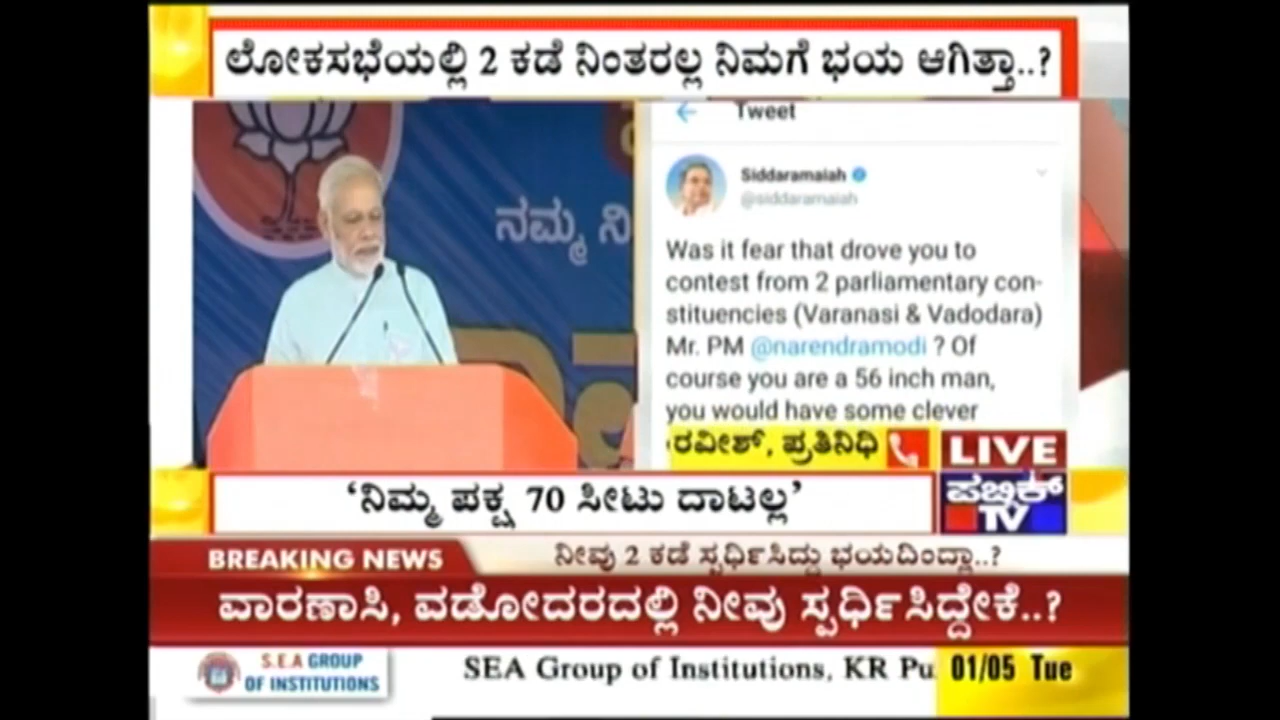 ಲೋಕಸಭೆಯಲ್ಲಿ 2 ಕಡೆ ನಿಂತರಲ್ಲ ನಿಮಗೆ ಭಯ ಆಗಿತ್ತಾ..?
Tweet
Siddaramaiah
@siddaramaiah
ನಮ್ಮ ನಿ
Was it fear that drove you to
contest from 2 parliamentary con-
stituencies (Varanasi & Vadodara)
Mr. PM @narendramodi ? Of
course you are a 56 inch man,
you would have some clever
ರವೀಶ್, ಪ್ರತಿನಿಧಿ
LIVE
‘ನಿಮ್ಮ ಪಕ್ಷ 70 ಸೀಟು ದಾಟಲ್ಲ’
ಪಬ್ಲಿಕ್
TV
BREAKING NEWS
ನೀವು 2 ಕಡೆ ಸ್ಪರ್ಧಿಸಿದ್ದು ಭಯದಿಂದ್ಲಾ..?
ವಾರಣಾಸಿ, ವಡೋದರದಲ್ಲಿ ನೀವು ಸ್ಪರ್ಧಿಸಿದ್ದೇಕೆ..?
S.E.A GROUP
OF INSTITUTIONS
SEA Group of Institutions, KR Pu
01/05 Tue